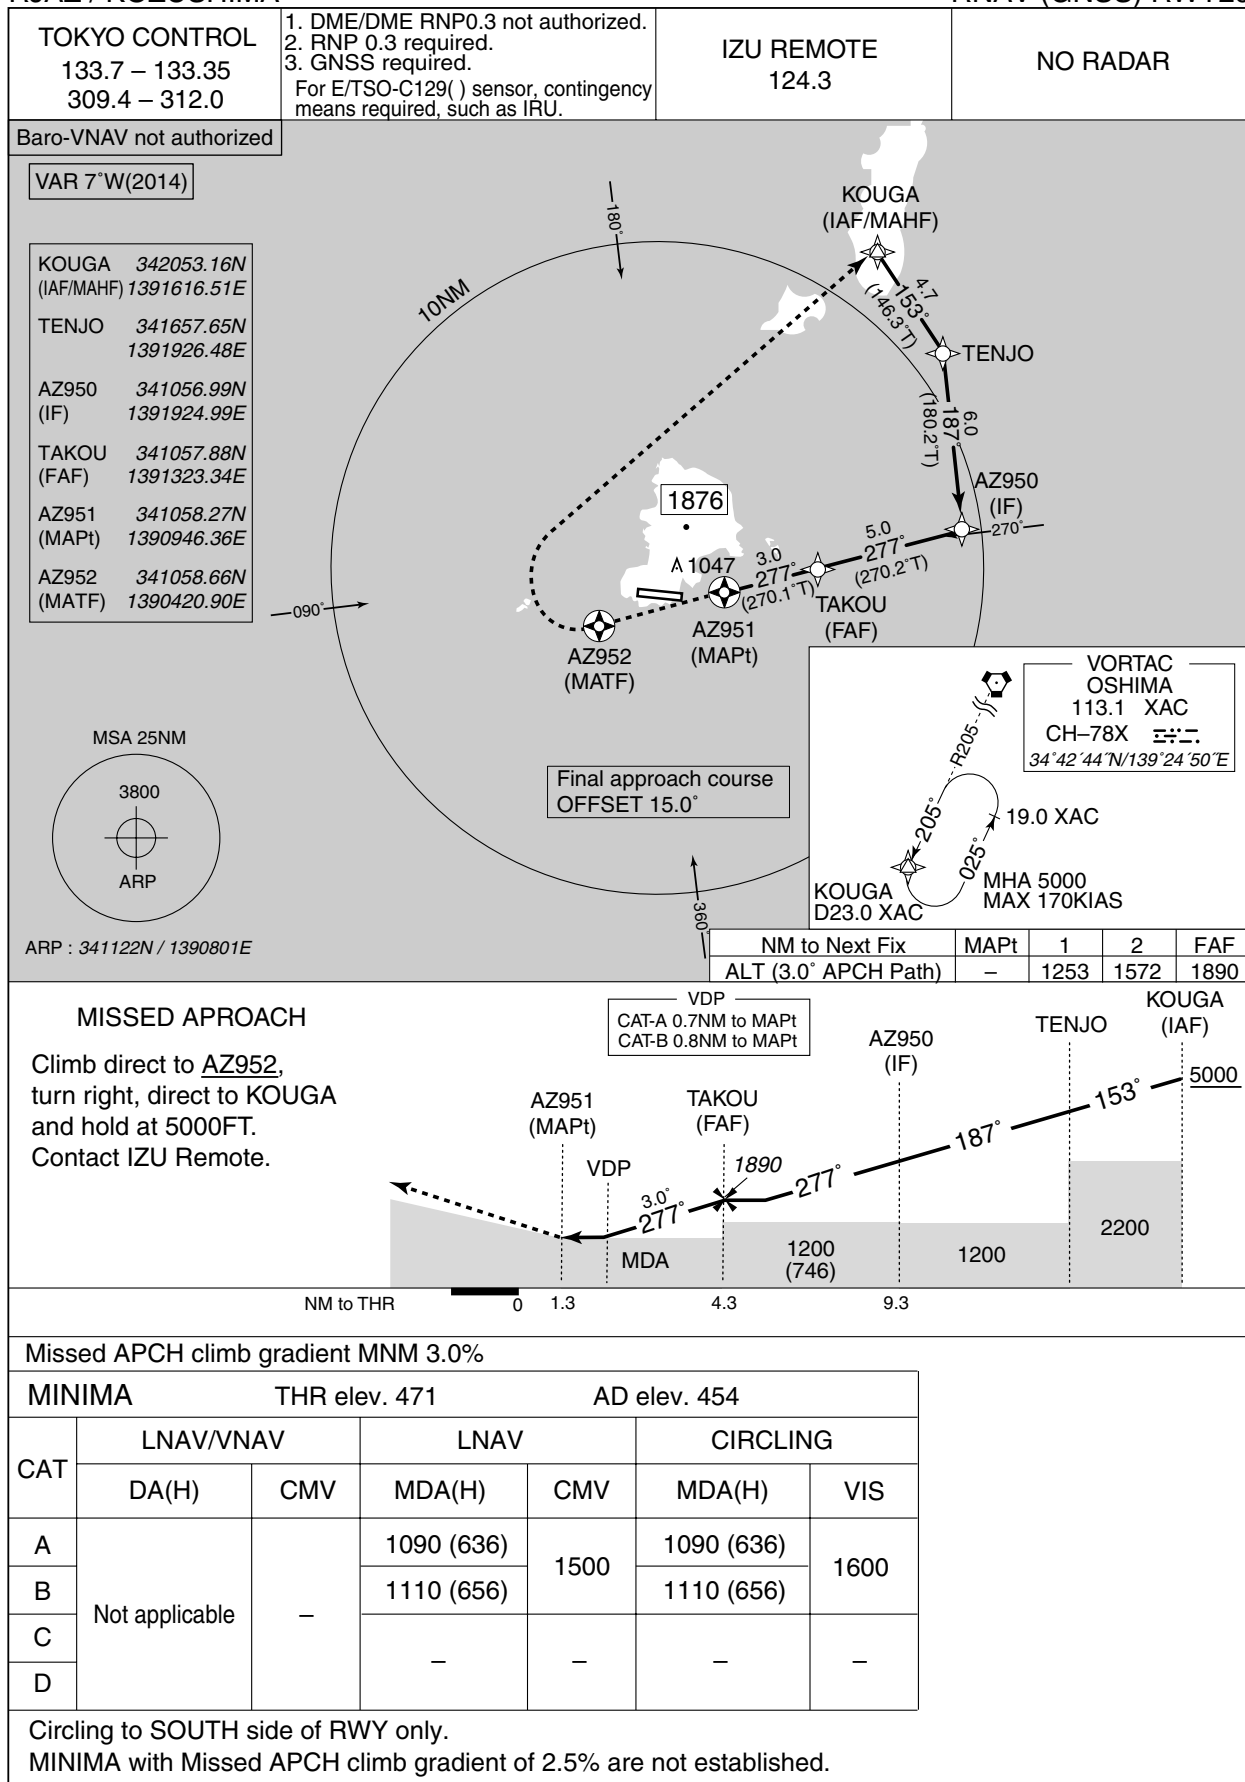 TOKYO CONTROL
133.7 – 133.35
309.4 – 312.0
1. DME/DME RNP0.3 not authorized.
2. RNP 0.3 required.
3. GNSS required.
For E/TSO-C129( ) sensor, contingency
means required, such as IRU.
IZU REMOTE
124.3
NO RADAR
Baro-VNAV not authorized
VAR 7˚W(2014)
KOUGA 342053.16N
(IAF/MAHF) 1391616.51E
TENJO 341657.65N
1391926.48E
AZ950 341056.99N
(IF) 1391924.99E
TAKOU 341057.88N
(FAF) 1391323.34E
AZ951 341058.27N
(MAPt) 1390946.36E
AZ952 341058.66N
(MATF) 1390420.90E
180˚
10NM
KOUGA
(IAF/MAHF)
4.7
153˚
(146.3˚T)
TENJO
6.0
187˚
(180.2˚T)
AZ950
(IF)
270˚
5.0
277˚
(270.2˚T)
1876
1047
3.0
277˚
(270.1˚T)
TAKOU
(FAF)
AZ951
(MAPt)
AZ952
(MATF)
090˚
360˚
MSA 25NM
3800
ARP
ARP : 341122N / 1390801E
Final approach course
OFFSET 15.0˚
VORTAC
OSHIMA
113.1 XAC
CH–78X
34˚42´44˝N/139˚24´50˝E
R205
205˚
025˚
19.0 XAC
KOUGA
D23.0 XAC
MHA 5000
MAX 170KIAS
NM to Next Fix MAPt 1 2 FAF
ALT (3.0˚ APCH Path) – 1253 1572 1890
MISSED APROACH
Climb direct to AZ952,
turn right, direct to KOUGA
and hold at 5000FT.
Contact IZU Remote.
VDP
CAT-A 0.7NM to MAPt
CAT-B 0.8NM to MAPt
AZ951
(MAPt)
VDP
TAKOU
(FAF)
AZ950
(IF)
TENJO
KOUGA
(IAF)
5000
153˚
187˚
277˚
1890
3.0˚
277˚
MDA
1200
(746)
1200
2200
NM to THR 0 1.3 4.3 9.3
Missed APCH climb gradient MNM 3.0%
MINIMA THR elev. 471 AD elev. 454
CAT LNAV/VNAV LNAV CIRCLING
DA(H) CMV MDA(H) CMV MDA(H) VIS
A 1090 (636) 1090 (636)
1500 1600
B 1110 (656) 1110 (656)
Not applicable –
C
– – – –
D
Circling to SOUTH side of RWY only.
MINIMA with Missed APCH climb gradient of 2.5% are not established.